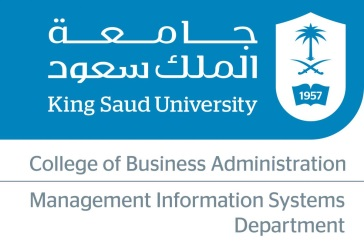 جامعة
الملك سعود
King Saud University
1957
College of Business Administration
Management Information Systems
Department